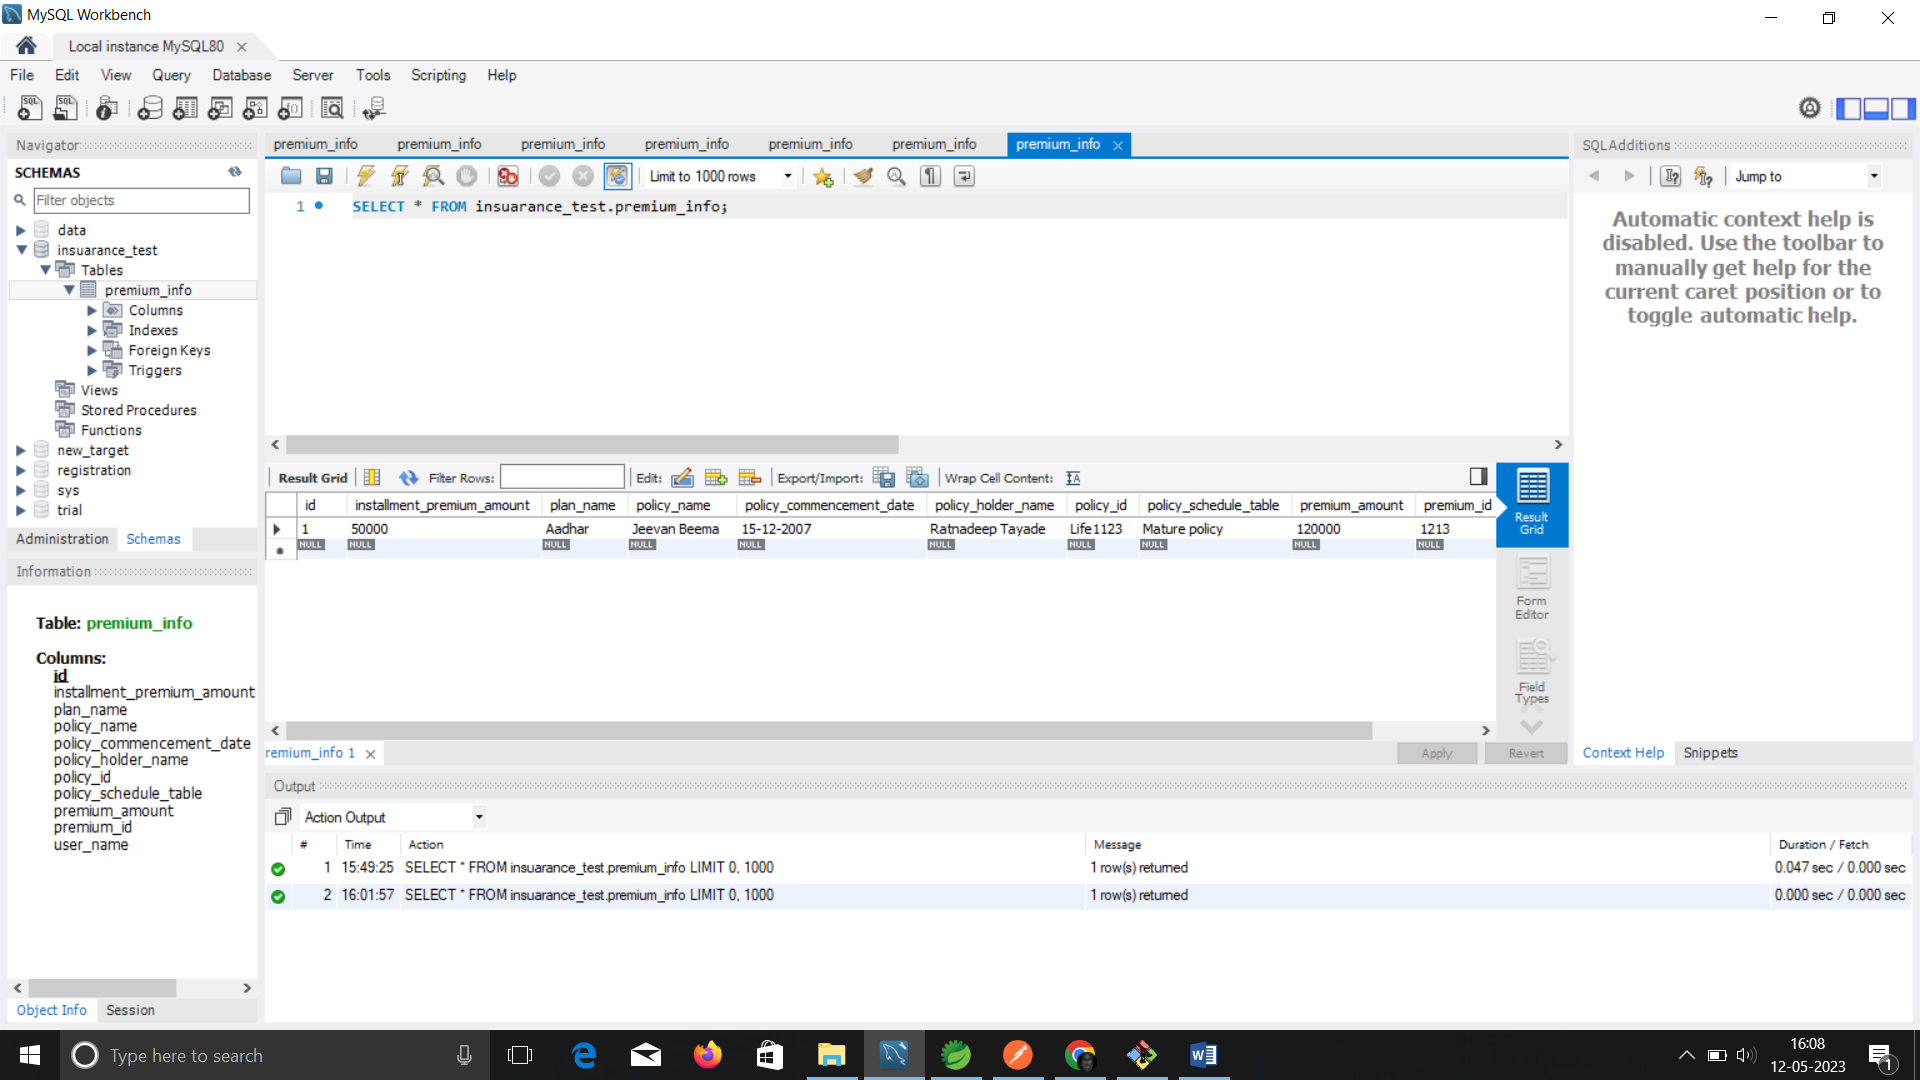 MySQL Workbench
Local instance MySQL80
File Edit View Query Database Server Tools Scripting Help
Navigator
SCHEMAS
Filter objects
data
insuarance_test
Tables
premium_info
Columns
Indexes
Foreign Keys
Triggers
Views
Stored Procedures
Functions
new_target
registration
sys
trial
Administration Schemas
Information
Table: premium_info
Columns:
id
installment_premium_amount
plan_name
policy_name
policy_commencement_date
policy_holder_name
policy_id
policy_schedule_table
premium_amount
premium_id
user_name
Object Info Session
premium_info premium_info premium_info premium_info premium_info premium_info premium_info
Limit to 1000 rows
1 SELECT * FROM insuarance_test.premium_info;
Result Grid Filter Rows: Edit: Export/Import: Wrap Cell Content:
id installment_premium_amount plan_name policy_name policy_commencement_date policy_holder_name policy_id policy_schedule_table premium_amount premium_id
1 50000 Aadhar Jeevan Beema 15-12-2007 Ratnadeep Tayade Life1123 Mature policy 120000 1213
NULL NULL NULL NULL NULL NULL NULL NULL NULL NULL
Result
Grid
Form
Editor
Field
Types
remium_info 1
Apply Revert
Output
Action Output
# Time Action Message Duration / Fetch
1 15:49:25 SELECT * FROM insuarance_test.premium_info LIMIT 0, 1000 1 row(s) returned 0.047 sec / 0.000 sec
2 16:01:57 SELECT * FROM insuarance_test.premium_info LIMIT 0, 1000 1 row(s) returned 0.000 sec / 0.000 sec
SQLAdditions
Jump to
Automatic context help is
disabled. Use the toolbar to
manually get help for the
current caret position or to
toggle automatic help.
Context Help Snippets
Type here to search
16:08
12-05-2023
1